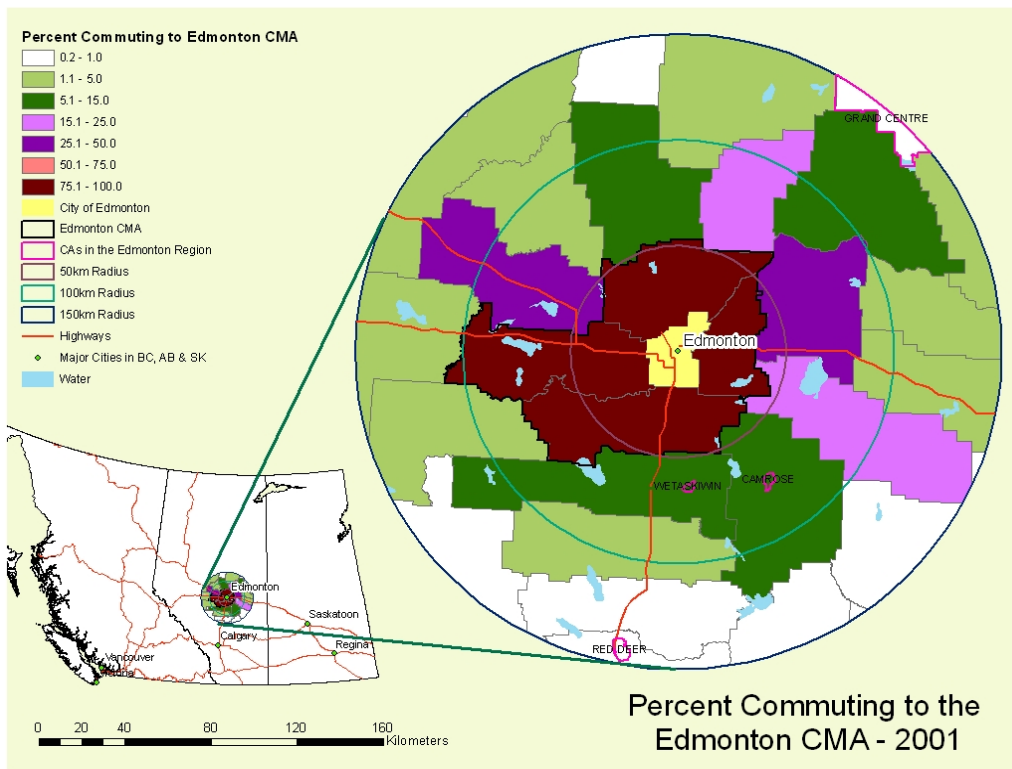 Percent Commuting to Edmonton CMA
0.2 - 1.0
1.1 - 5.0
5.1 - 15.0
15.1 - 25.0
25.1 - 50.0
50.1 - 75.0
75.1 - 100.0
City of Edmonton
Edmonton CMA
CAs in the Edmonton Region
50km Radius
100km Radius
150km Radius
Highways
Major Cities in BC, AB & SK
Water
GRAND CENTRE
Edmonton
WETASKIWIN
CAMROSE
RED DEER
Edmonton
Saskatoon
Calgary
Regina
Vancouver
0 20 40 80 120 160
Kilometers
Percent Commuting to the
Edmonton CMA - 2001